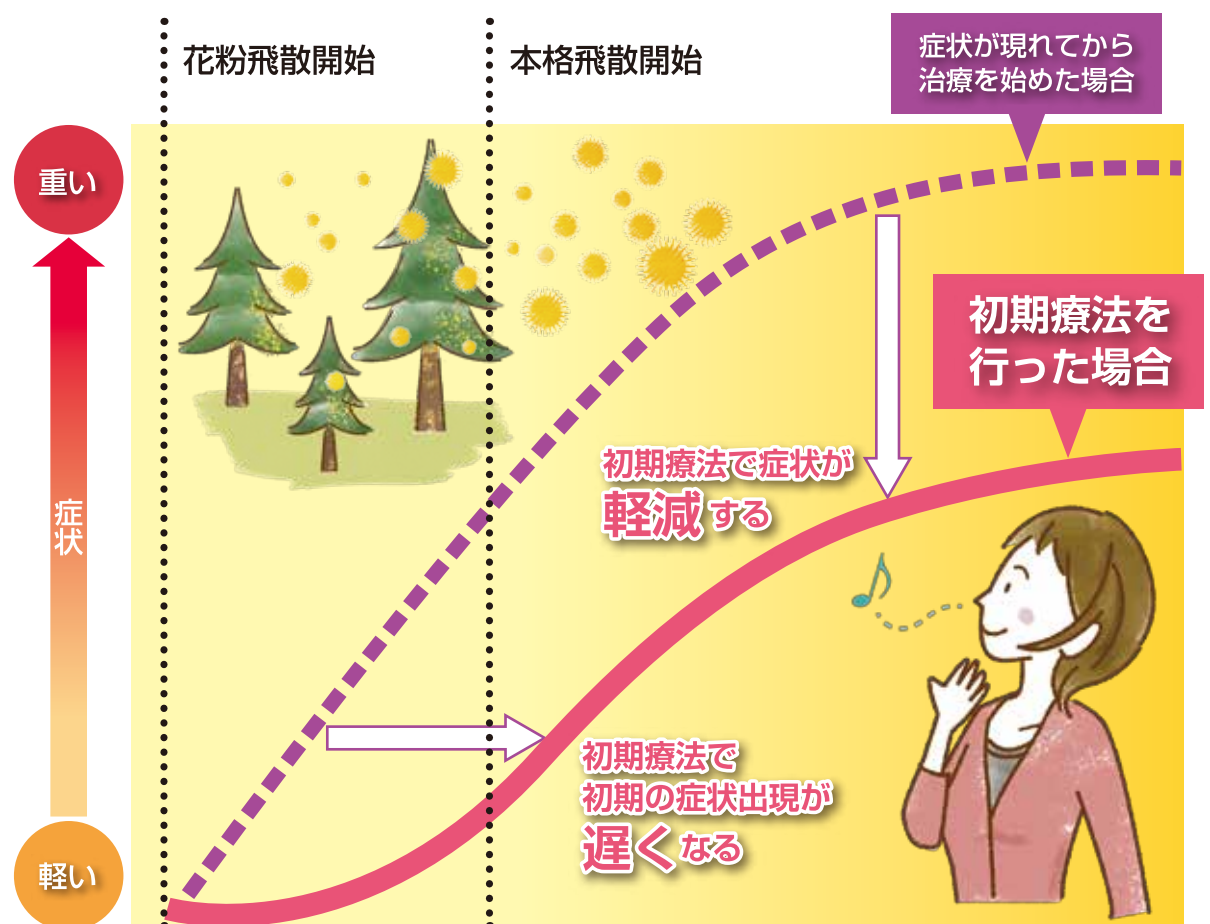 花粉飛散開始
本格飛散開始
症状が現れてから
治療を始めた場合
重い
初期療法を
行った場合
初期療法で症状が
軽減する
症状
初期療法で
初期の症状出現が
遅くなる
軽い